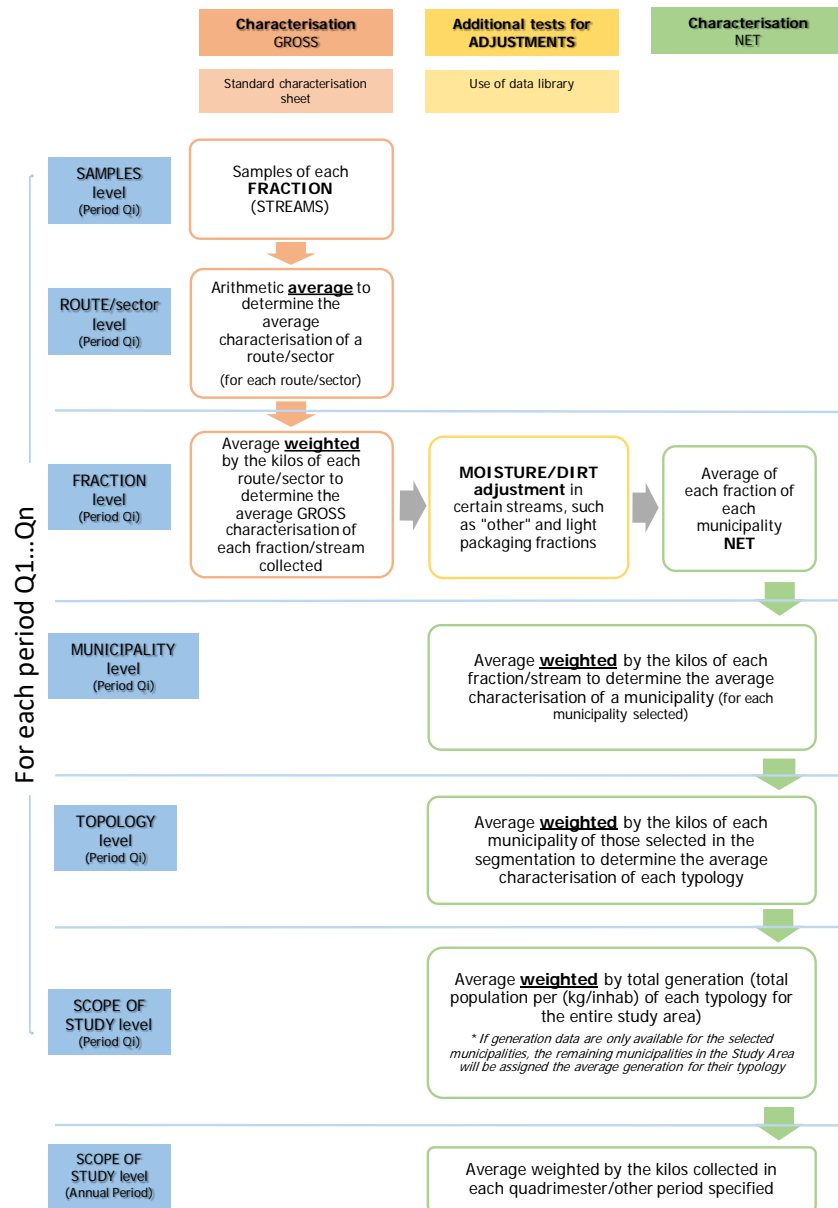 Characterisation
GROSS
Additional tests for
ADJUSTMENTS
Characterisation
NET
Standard characterisation
sheet
Use of data library
For each period Q1...Qn
SAMPLES
level
(Period Qi)
Samples of each
FRACTION
(STREAMS)
ROUTE/sector
level
(Period Qi)
Arithmetic average to
determine the
average
characterisation of a
route/sector
(for each route/sector)
FRACTION
level
(Period Qi)
Average weighted
by the kilos of each
route/sector to
determine the
average GROSS
characterisation of
each fraction/stream
collected
MOISTURE/DIRT
adjustment in
certain streams, such
as "other" and light
packaging fractions
Average of
each fraction of
each
municipality
NET
MUNICIPALITY
level
(Period Qi)
Average weighted by the kilos of each
fraction/stream to determine the average
characterisation of a municipality (for each
municipality selected)
TOPOLOGY
level
(Period Qi)
Average weighted by the kilos of each
municipality of those selected in the
segmentation to determine the average
characterisation of each typology
SCOPE OF
STUDY level
(Period Qi)
Average weighted by total generation (total
population per (kg/inhab) of each typology for
the entire study area)
* If generation data are only available for the selected
municipalities, the remaining municipalities in the Study Area
will be assigned the average generation for their typology
SCOPE OF
STUDY level
(Annual Period)
Average weighted by the kilos collected in
each quadrimester/other period specified